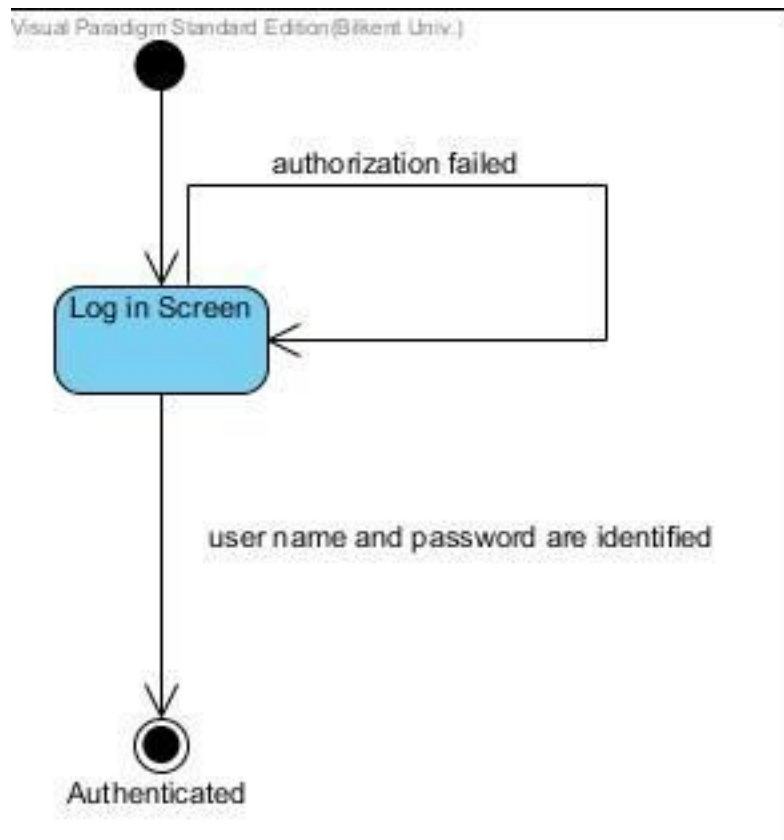 Visual Paradigm Standard Edition(Bilkent Univ.)
authorization failed
Log in Screen
user name and password are identified
Authenticated